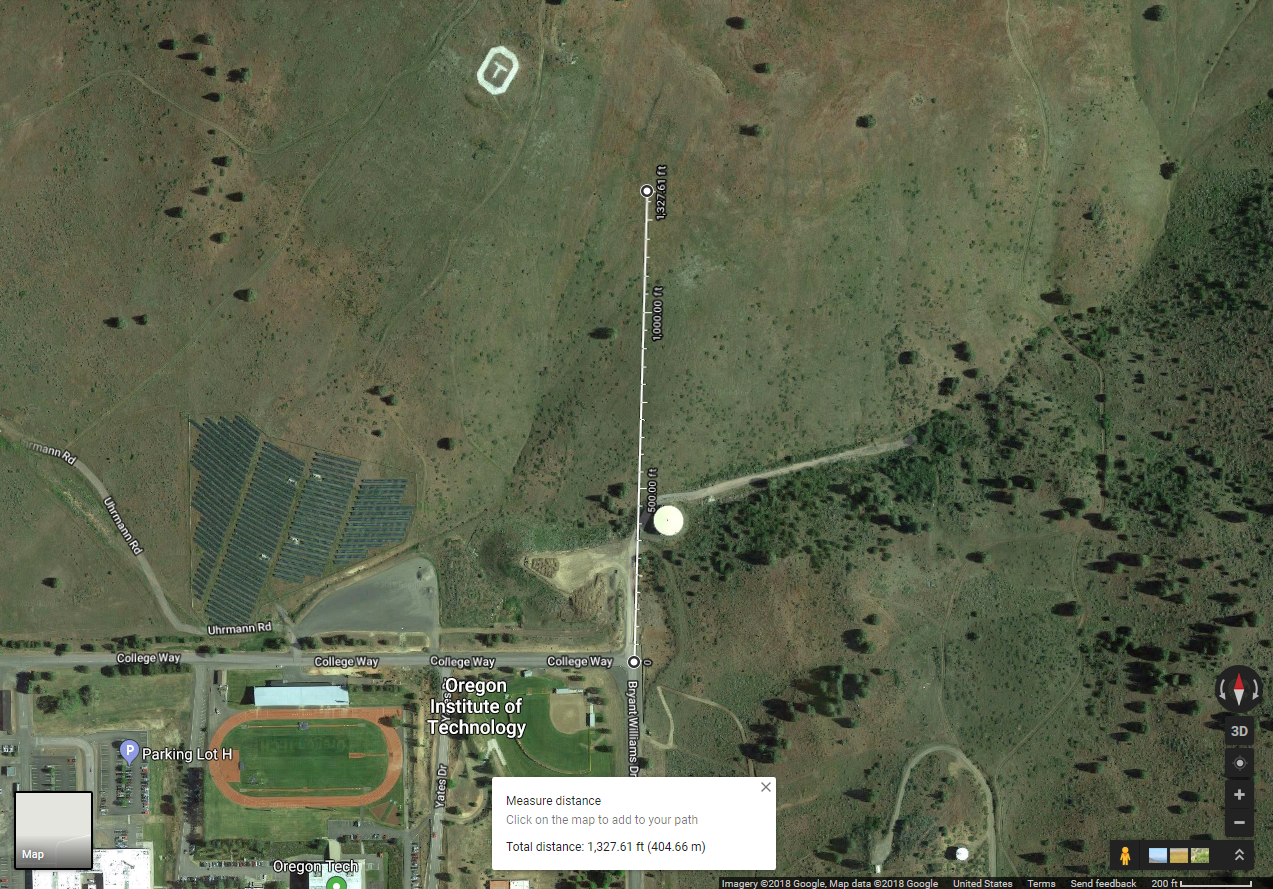 T
1,327.61 ft
1,000.00 ft
500.00 ft
0
Uhrmann Rd
Uhrmann Rd
Uhrmann Rd
College Way
College Way
College Way
College Way
Oregon
Institute of
Technology
Bryant Williams Dr
Yates Dr
P
Parking Lot H
Oregon Tech
Map
Measure distance
Click on the map to add to your path
Total distance: 1,327.61 ft (404.66 m)
3D
Imagery ©2018 Google, Map data ©2018 Google United States Terms Send feedback 200 ft